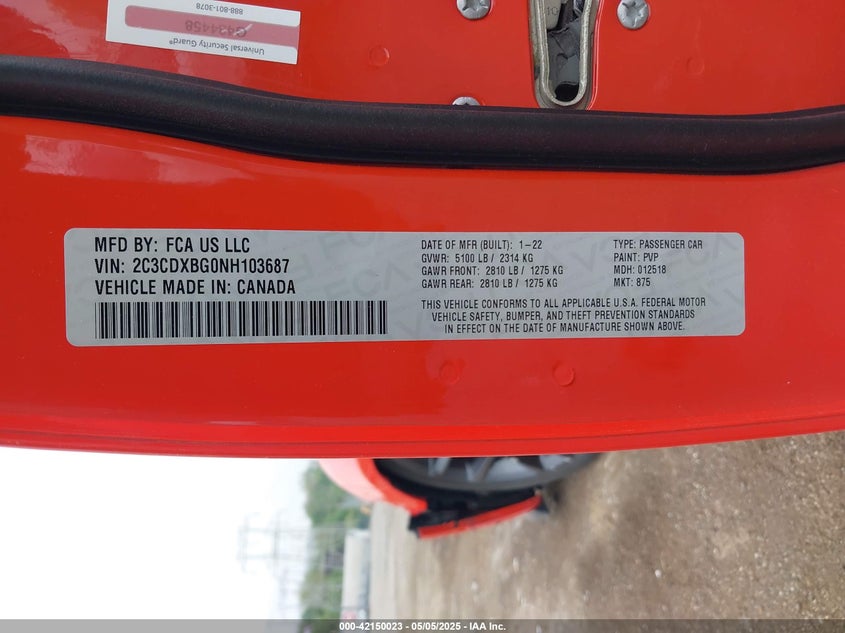 888-801-3078
G434458
Universal Security Guard®
MFD BY: FCA US LLC
VIN: 2C3CDXBG0NH103687
VEHICLE MADE IN: CANADA
DATE OF MFR (BUILT): 1-22
GVWR: 5100 LB / 2314 KG
GAWR FRONT: 2810 LB / 1275 KG
GAWR REAR: 2810 LB / 1275 KG
TYPE: PASSENGER CAR
PAINT: PVP
MDH: 012518
MKT: 875
THIS VEHICLE CONFORMS TO ALL APPLICABLE U.S.A. FEDERAL MOTOR
VEHICLE SAFETY, BUMPER, AND THEFT PREVENTION STANDARDS
IN EFFECT ON THE DATE OF MANUFACTURE SHOWN ABOVE.
000-42150023 - 05/05/2025 - IAA Inc.